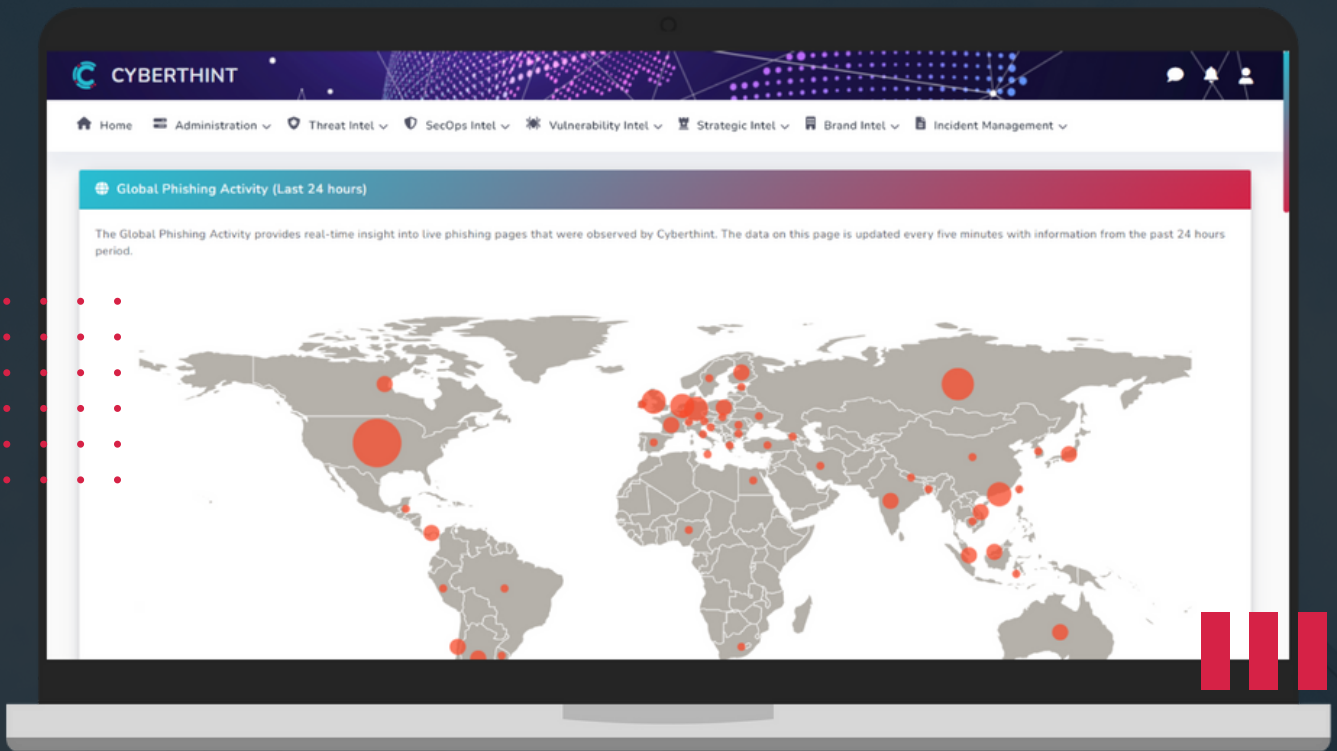 CYBERTHINT
Home Administration Threat Intel SecOps Intel Vulnerability Intel Strategic Intel Brand Intel Incident Management
Global Phishing Activity (Last 24 hours)
The Global Phishing Activity provides real-time insight into live phishing pages that were observed by Cyberthint. The data on this page is updated every five minutes with information from the past 24 hours
period.